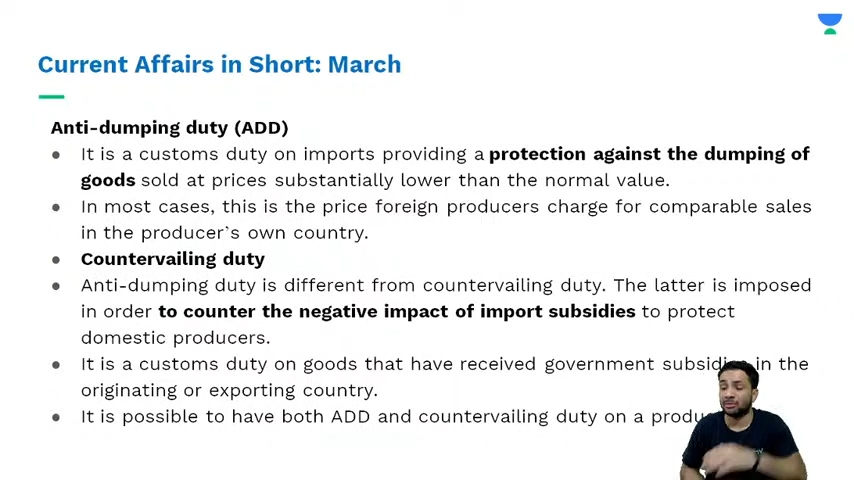 Current Affairs in Short: March
Anti-dumping duty (ADD)
● It is a customs duty on imports providing a protection against the dumping of
goods sold at prices substantially lower than the normal value.
● In most cases, this is the price foreign producers charge for comparable sales
in the producer's own country.
● Countervailing duty
● Anti-dumping duty is different from countervailing duty. The latter is imposed
in order to counter the negative impact of import subsidies to protect
domestic producers.
● It is a customs duty on goods that have received government subsidies in the
originating or exporting country.
● It is possible to have both ADD and countervailing duty on a